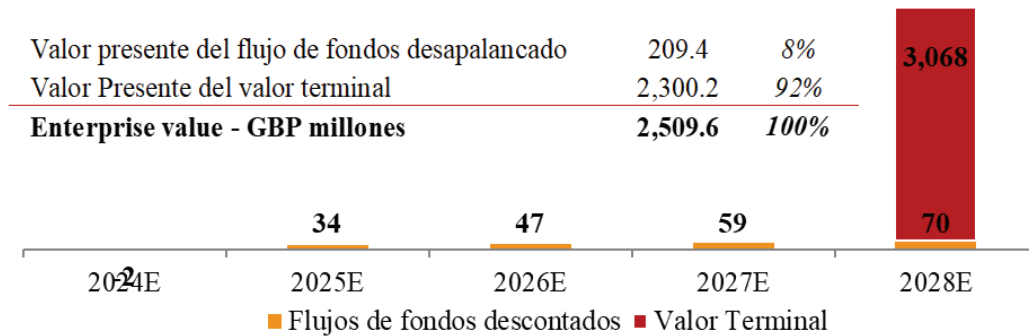 Valor presente del flujo de fondos desapalancado 209.4 8%
Valor Presente del valor terminal 2,300.2 92%
Enterprise value - GBP millones 2,509.6 100%
3,068
34 47 59 70
-2
2024E 2025E 2026E 2027E 2028E
Flujos de fondos descontados Valor Terminal